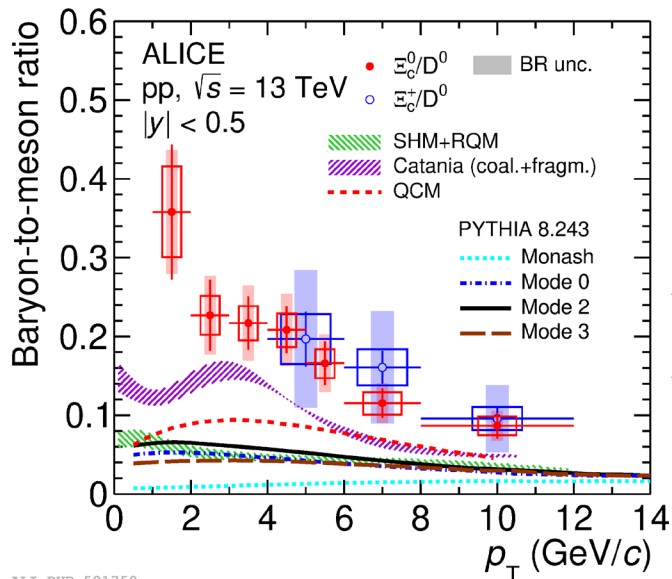 Baryon-to-meson ratio
0.6
0.5
0.4
0.3
0.2
0.1
0
ALICE
pp, √s = 13 TeV
|y| < 0.5
Ξc0/D0
Ξc+/D0
BR unc.
SHM+RQM
Catania (coal.+fragm.)
QCM
PYTHIA 8.243
Monash
Mode 0
Mode 2
Mode 3
0 2 4 6 8 10 12 14
pT (GeV/c)